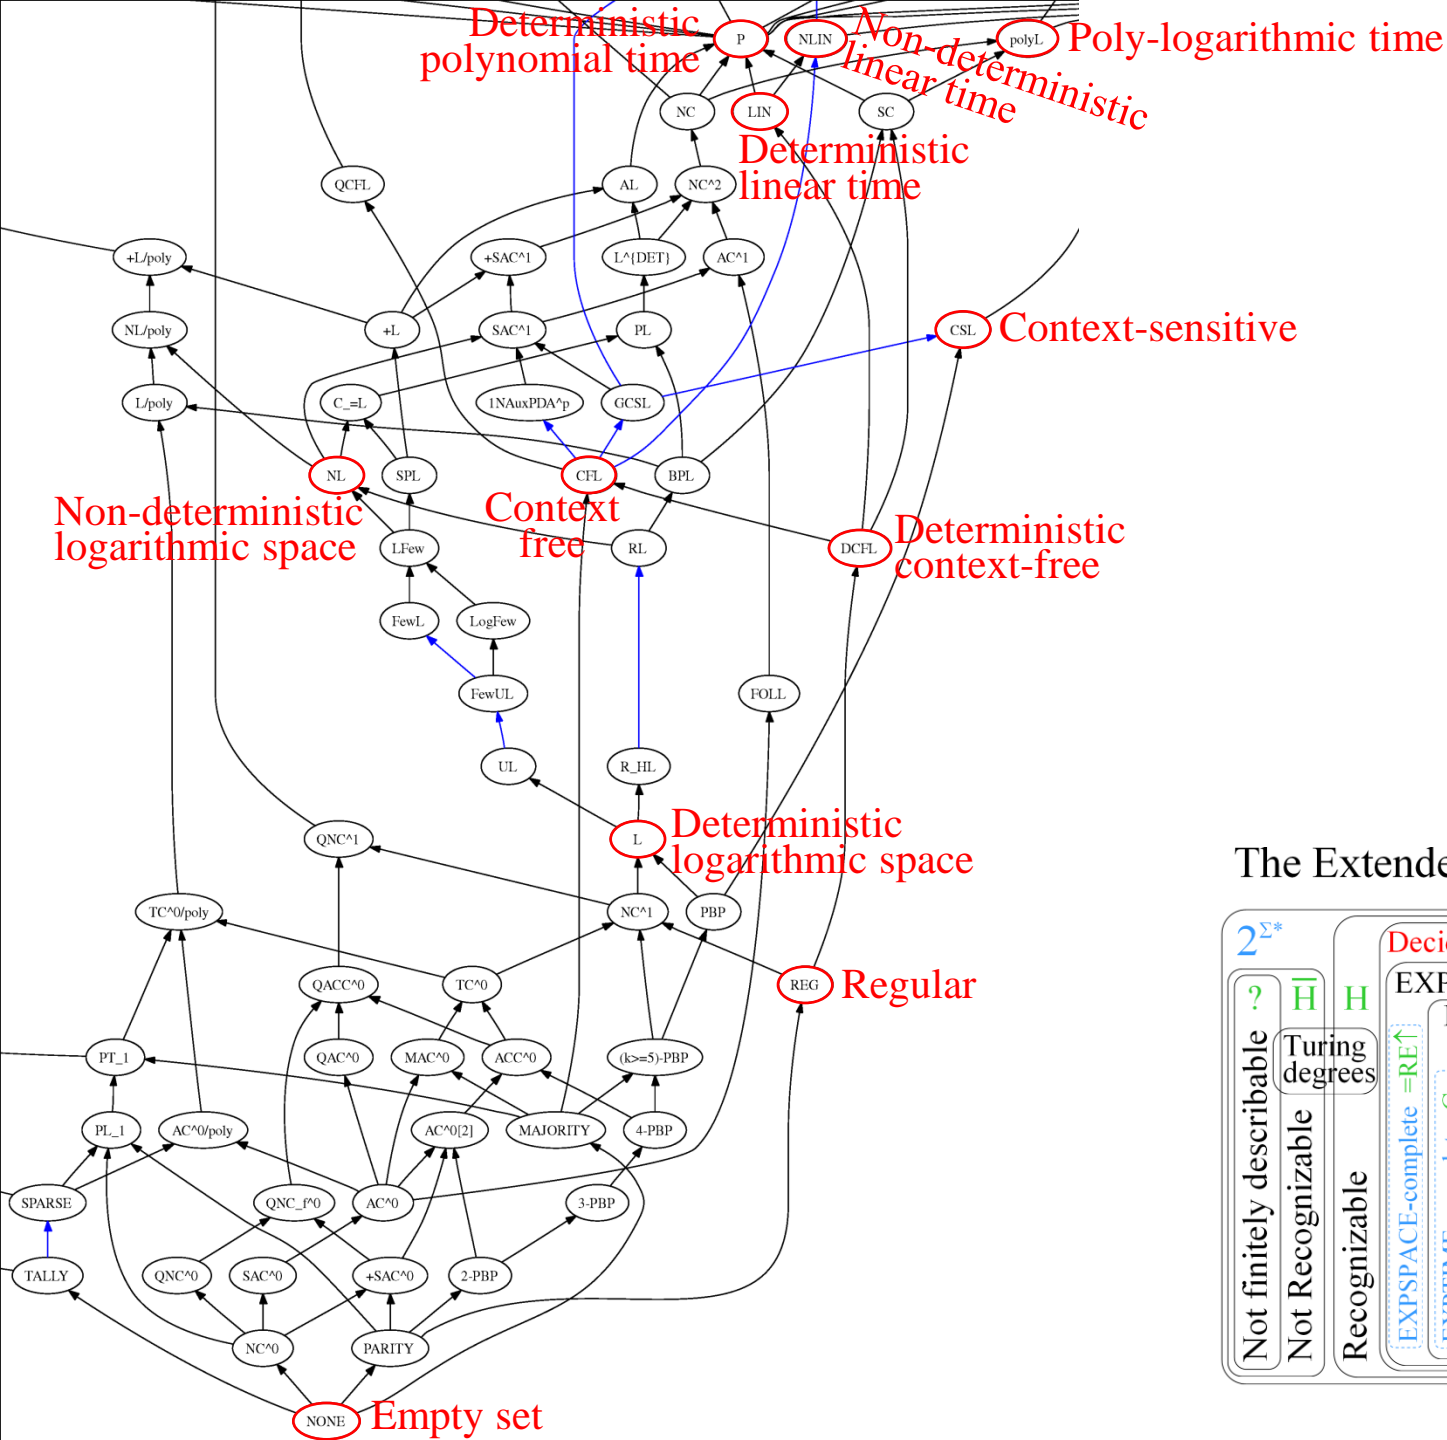 Deterministic
polynomial time
P
NLIN
Non-deterministic
linear time
polyL
Poly-logarithmic time
NC
LIN
SC
Deterministic
linear time
QCFL
AL
NC^2
+L/poly
+SAC^1
L^{DET}
AC^1
NL/poly
+L
SAC^1
PL
CSL
Context-sensitive
L/poly
C_=L
1NAuxPDA^p
GCSL
NL
SPL
CFL
BPL
Non-deterministic
logarithmic space
Context
free
LFew
RL
DCFL
Deterministic
context-free
FewL
LogFew
FewUL
FOLL
UL
R_HL
QNC^1
L
Deterministic
logarithmic space
TC^0/poly
NC^1
PBP
QACC^0
TC^0
REG
Regular
PT_1
QAC^0
MAC^0
ACC^0
(k>=5)-PBP
PL_1
AC^0/poly
AC^0[2]
MAJORITY
4-PBP
SPARSE
QNC_f^0
AC^0
3-PBP
TALLY
QNC^0
SAC^0
+SAC^0
2-PBP
NC^0
PARITY
NONE
Empty set
The Extende
2^Σ*
Deci
EXP
?
H̅
H
Turing
degrees
Not finitely describable
Not Recognizable
Recognizable
EXPSPACE-complete =RE↑